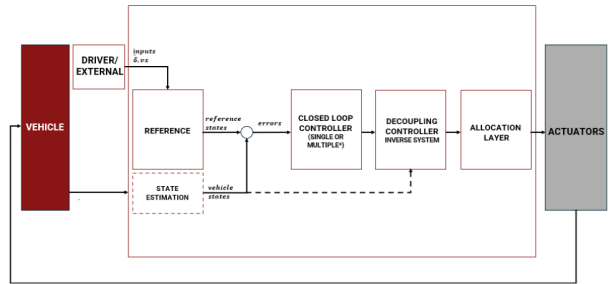 DRIVER/
EXTERNAL
inputs
δ.vx
VEHICLE
REFERENCE
reference
states
errors
CLOSED LOOP
CONTROLLER
(SINGLE OR
MULTIPLE*)
DECOUPLING
CONTROLLER
INVERSE SYSTEM
ALLOCATION
LAYER
ACTUATORS
STATE
ESTIMATION
vehicle
states